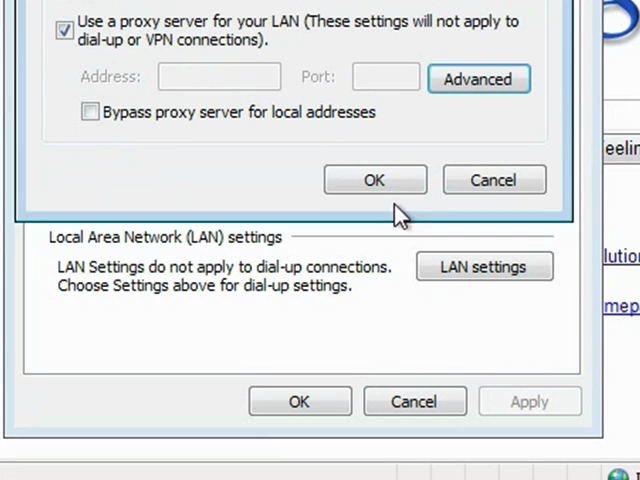 Use a proxy server for your LAN (These settings will not apply to
dial-up or VPN connections).
Address:
Port:
Advanced
Bypass proxy server for local addresses
OK
Cancel
Local Area Network (LAN) settings
LAN Settings do not apply to dial-up connections.
Choose Settings above for dial-up settings.
LAN settings
OK
Cancel
Apply